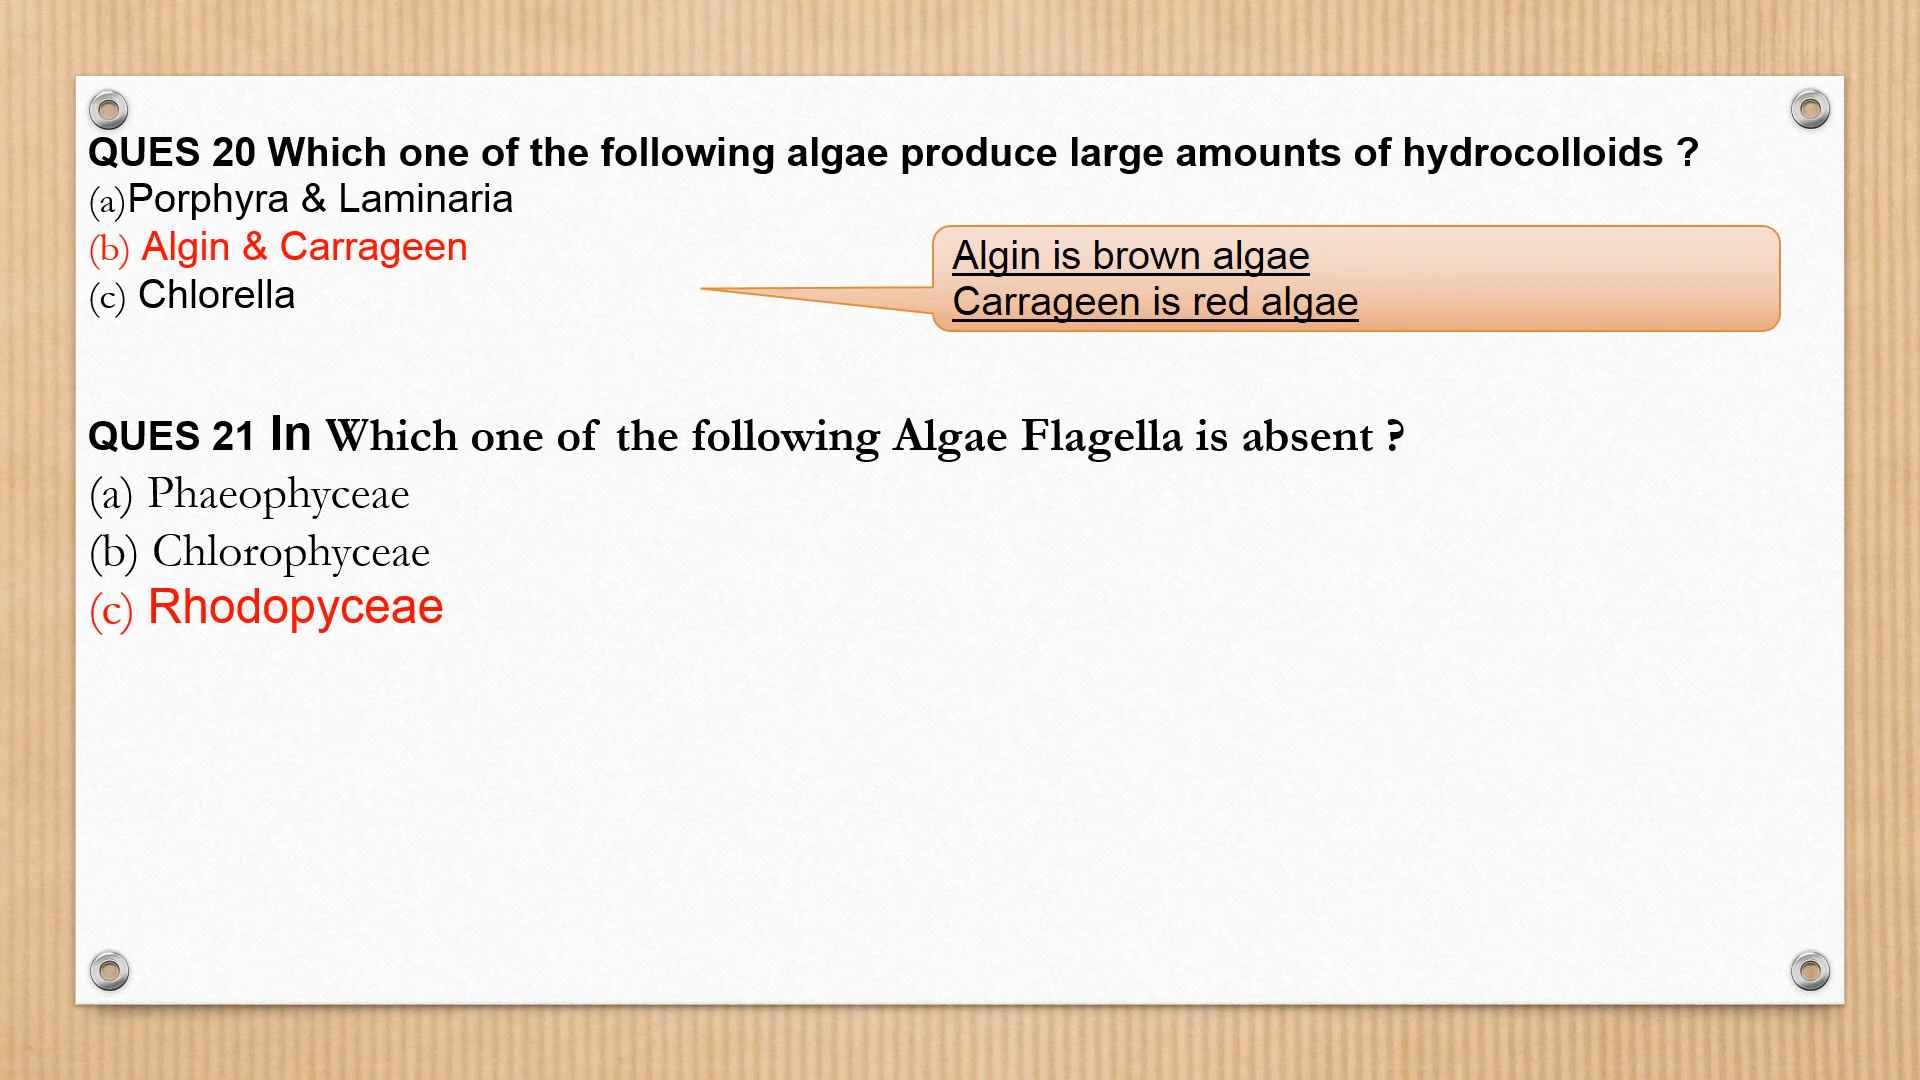 QUES 20 Which one of the following algae produce large amounts of hydrocolloids ?
(a)Porphyra & Laminaria
(b) Algin & Carrageen
(c) Chlorella
Algin is brown algae
Carrageen is red algae
QUES 21 In Which one of the following Algae Flagella is absent ?
(a) Phaeophyceae
(b) Chlorophyceae
(c) Rhodopyceae